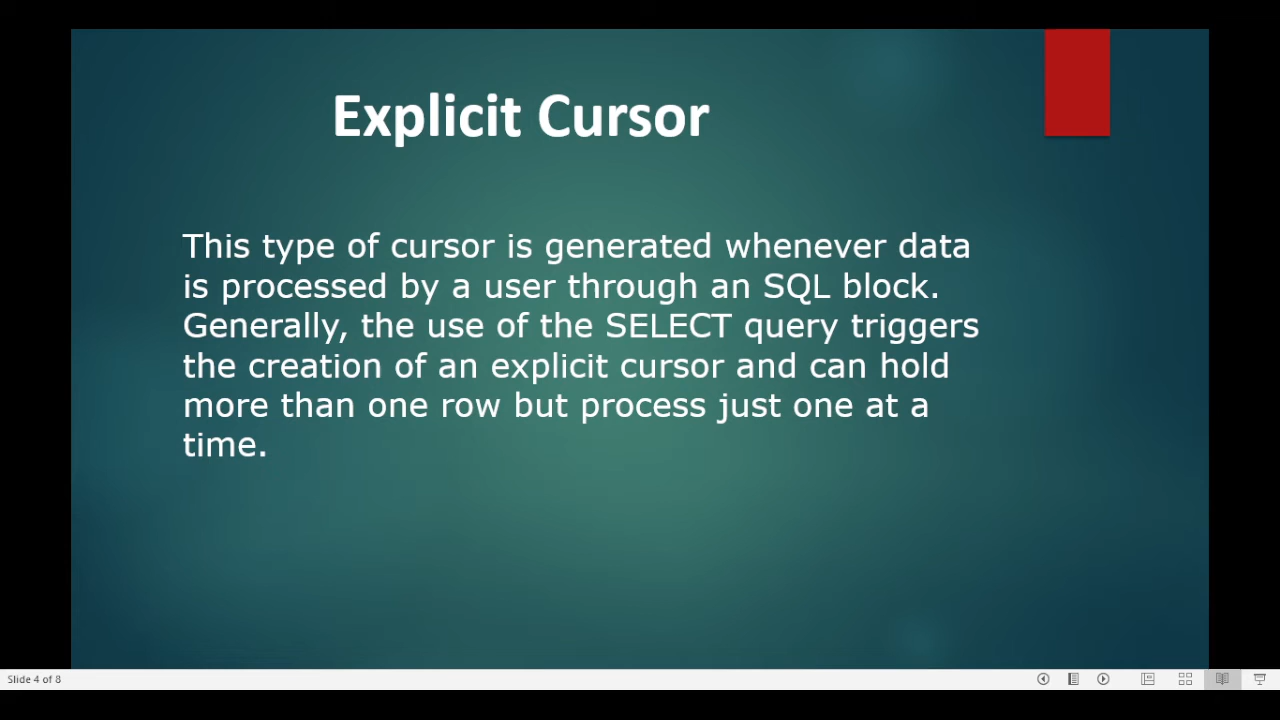 Explicit Cursor
This type of cursor is generated whenever data
is processed by a user through an SQL block.
Generally, the use of the SELECT query triggers
the creation of an explicit cursor and can hold
more than one row but process just one at a
time.
Slide 4 of 8